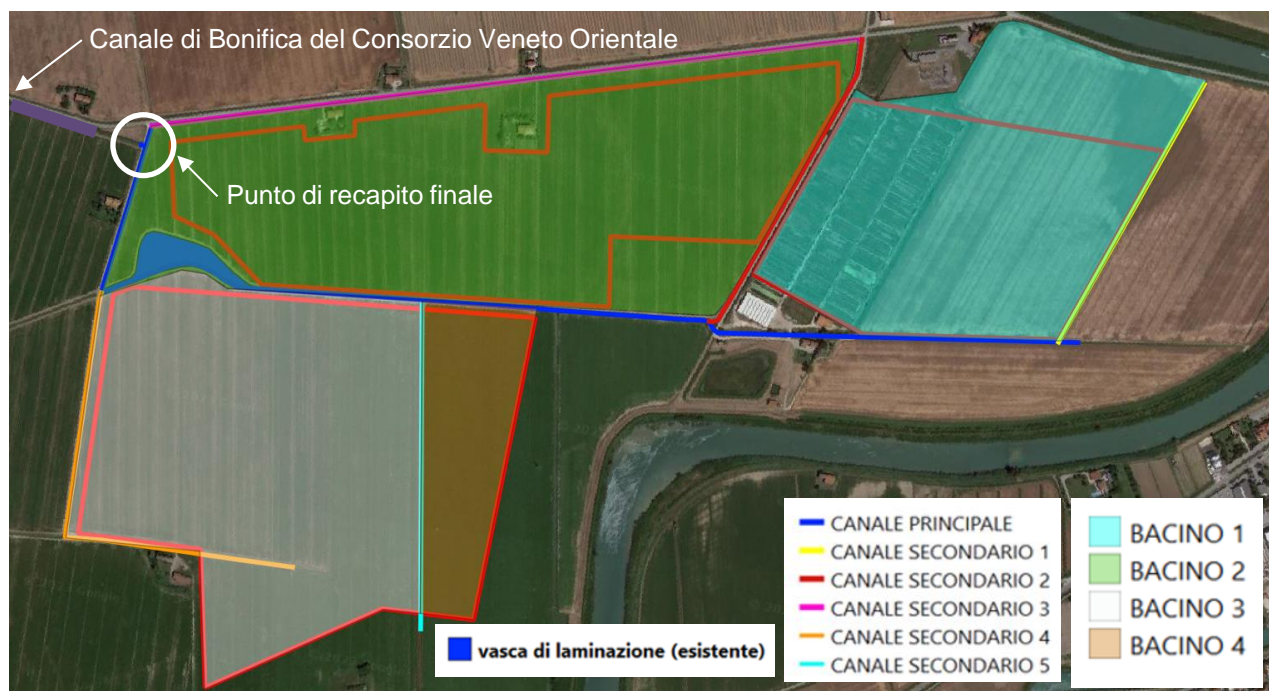 Canale di Bonifica del Consorzio Veneto Orientale
Punto di recapito finale
vasca di laminazione (esistente)
CANALE PRINCIPALE
CANALE SECONDARIO 1
CANALE SECONDARIO 2
CANALE SECONDARIO 3
CANALE SECONDARIO 4
CANALE SECONDARIO 5
BACINO 1
BACINO 2
BACINO 3
BACINO 4